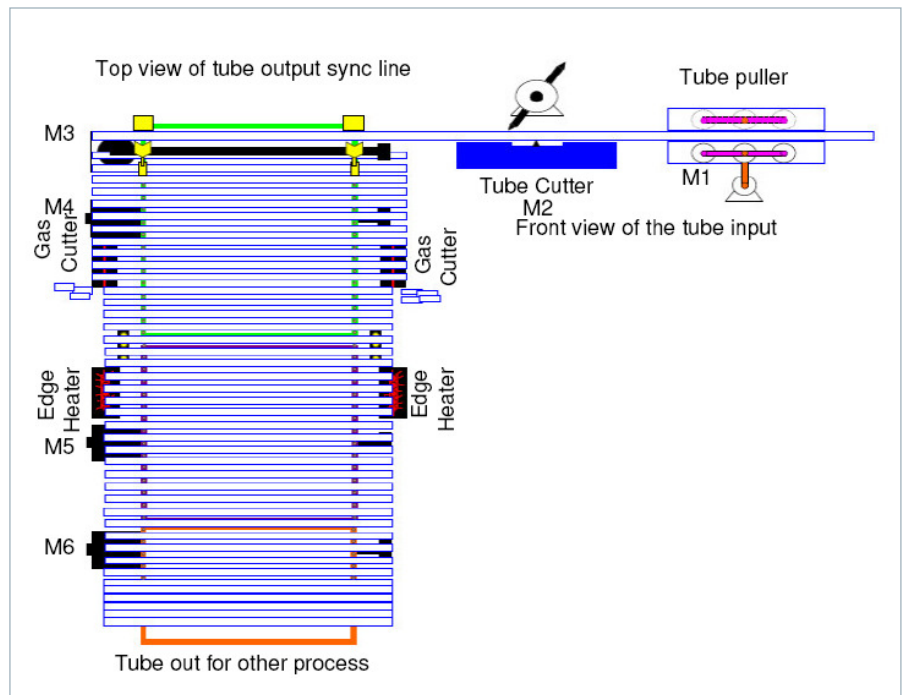 Top view of tube output sync line
Tube puller
M3
M1
Tube Cutter
M2
Front view of the tube input
M4
Gas
Cutter
Gas
Cutter
Edge
Heater
Edge
Heater
M5
M6
Tube out for other process